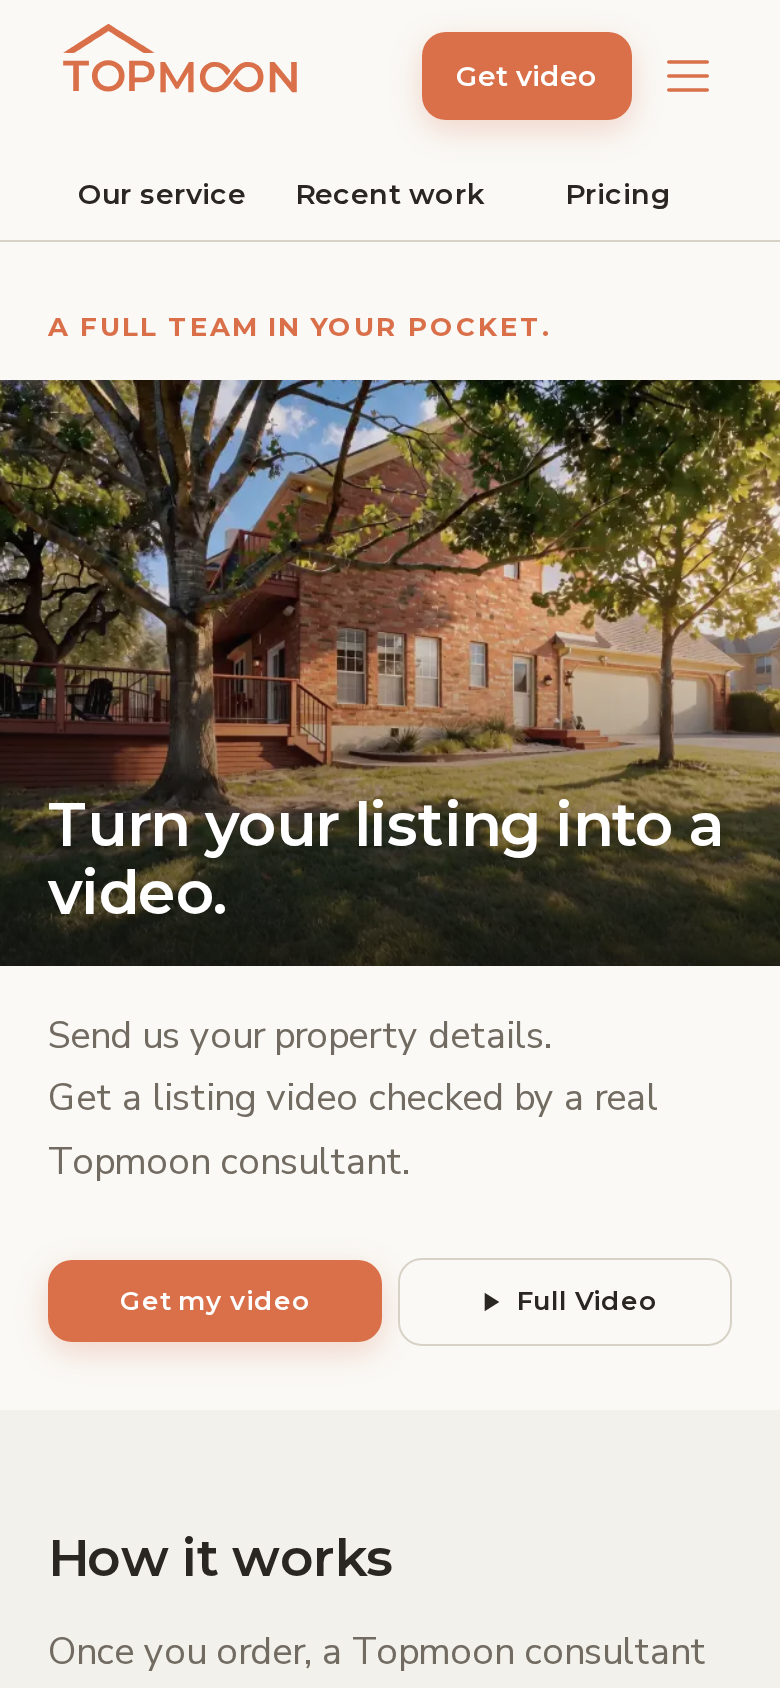 TOPMOON
Get video
Our service
Recent work
Pricing
A FULL TEAM IN YOUR POCKET.
Turn your listing into a
video.
Send us your property details.
Get a listing video checked by a real
Topmoon consultant.
Get my video
Full Video
How it works
Once you order, a Topmoon consultant